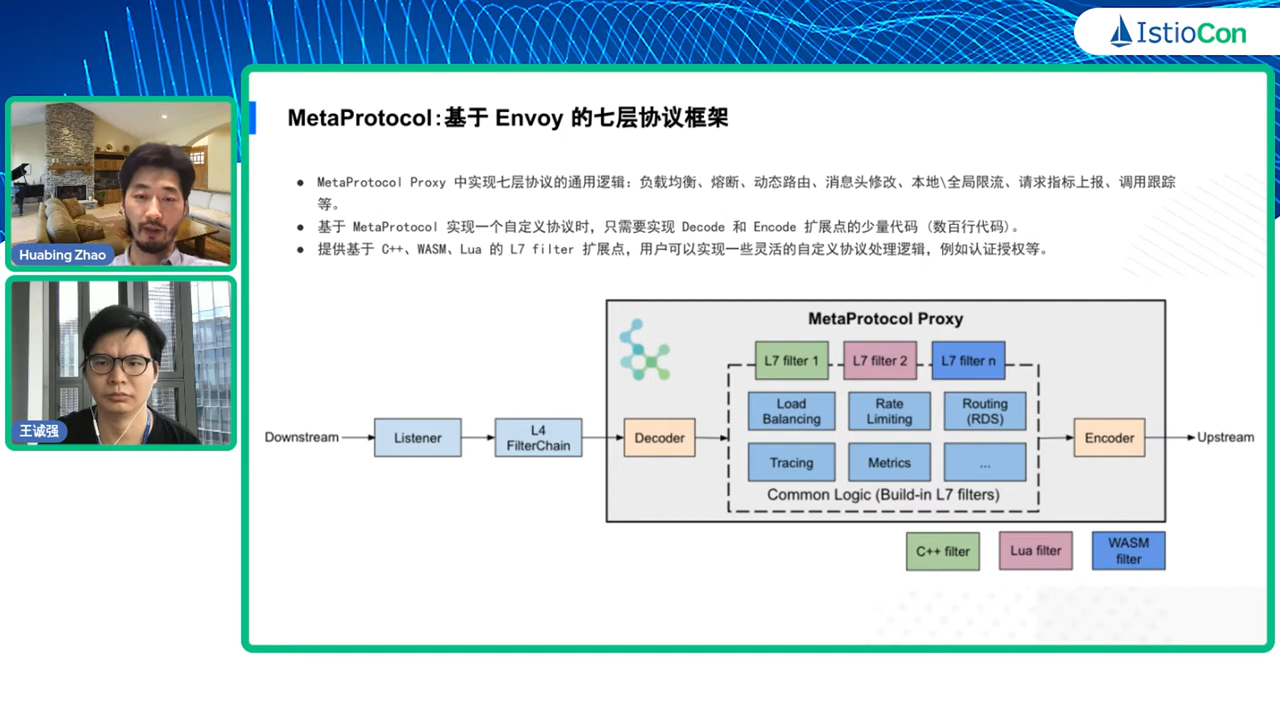 IstioCon
MetaProtocol:基于 Envoy 的七层协议框架
MetaProtocol Proxy 中实现七层协议的通用逻辑: 负载均衡、熔断、动态路由、消息头修改、本地\全局限流、请求指标上报、调用跟踪
等。
基于 MetaProtocol 实现一个自定义协议时,只需要实现 Decode 和 Encode 扩展点的少量代码 (数百行代码)。
提供基于 C++、WASM、Lua 的 L7 filter 扩展点,用户可以实现一些灵活的自定义协议处理逻辑,例如认证授权等。
Huabing Zhao
王诚强
MetaProtocol Proxy
L7 filter 1
L7 filter 2
L7 filter n
Load
Balancing
Rate
Limiting
Routing
(RDS)
Downstream
Listener
L4
FilterChain
Decoder
Encoder
Upstream
Tracing
Metrics
...
Common Logic (Build-in L7 filters)
C++ filter
Lua filter
WASM
filter